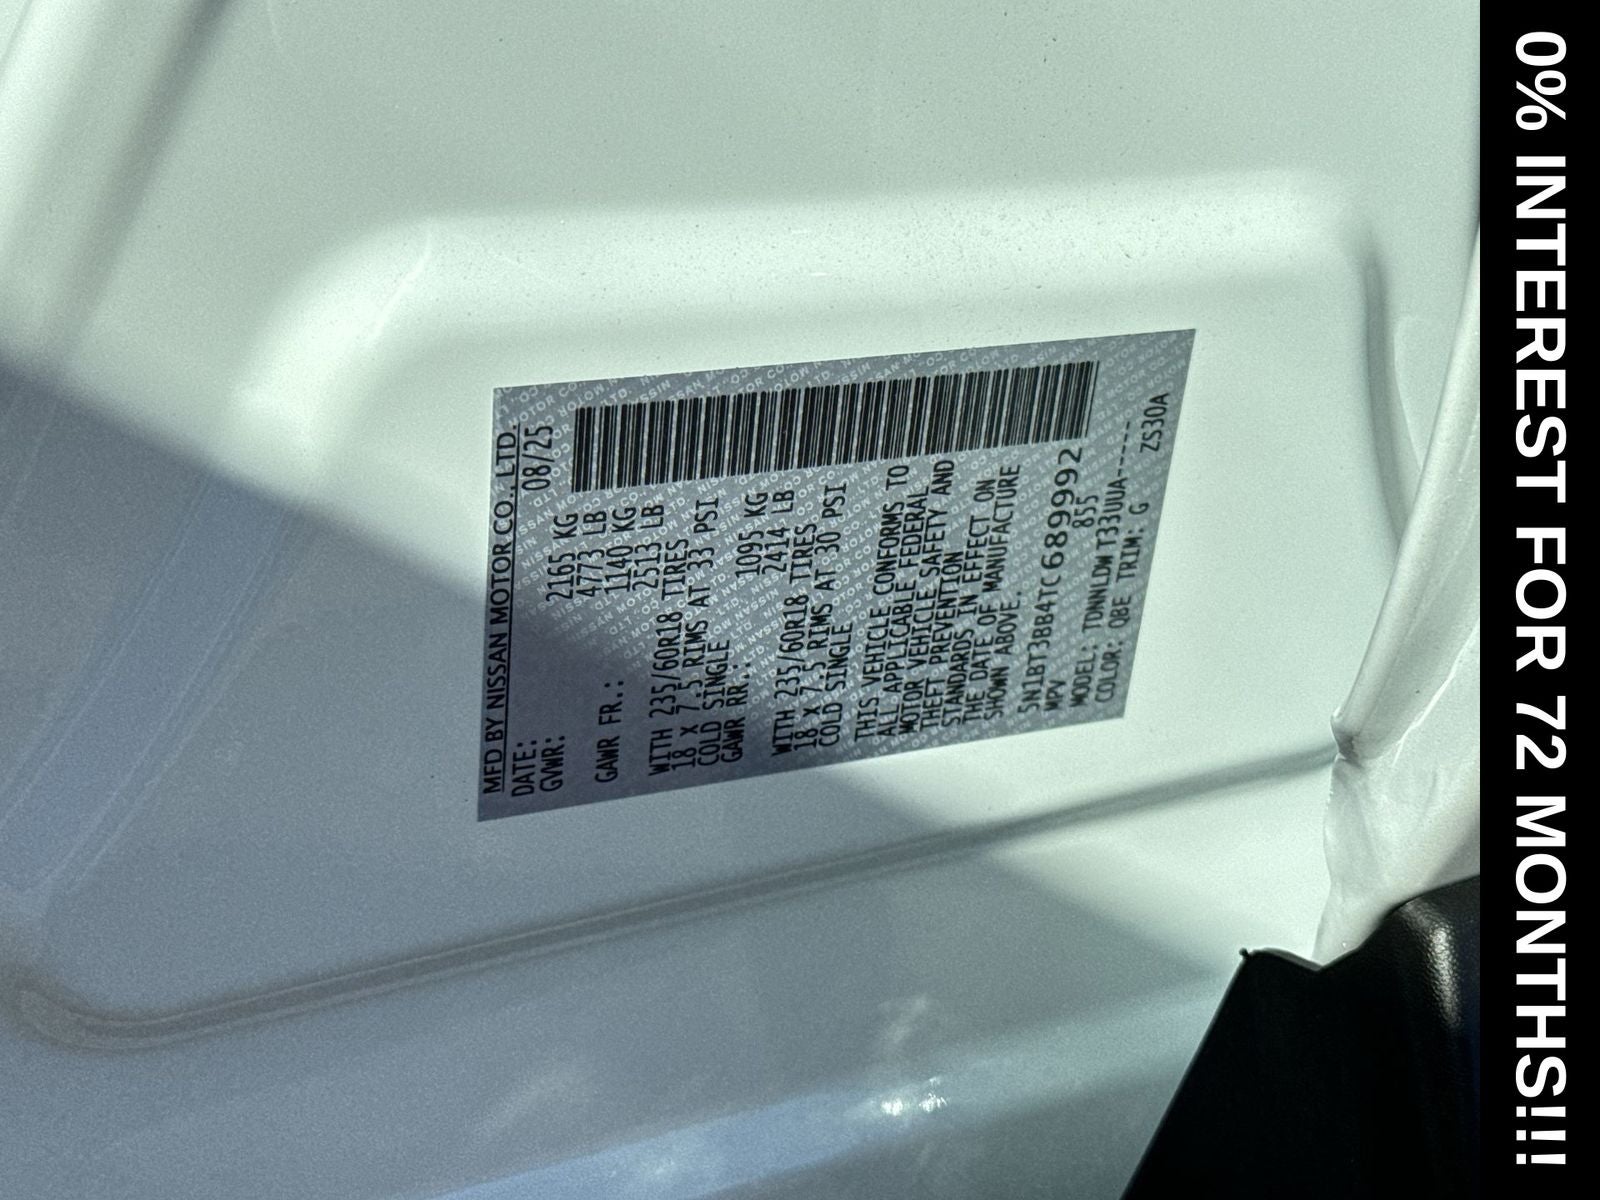 MFD BY NISSAN MOTOR CO., LTD.
DATE: 08/25
GVWR: 2165 KG
4773 LB
GAWR FR.: 1140 KG
2513 LB
WITH 235/60R18 TIRES
18 X 7.5 RIMS AT 33 PSI
COLD SINGLE
GAWR RR.: 1095 KG
2414 LB
WITH 235/60R18 TIRES
18 X 7.5 RIMS AT 30 PSI
COLD SINGLE
THIS VEHICLE CONFORMS TO
ALL APPLICABLE FEDERAL
MOTOR VEHICLE SAFETY AND
THEFT PREVENTION
STANDARDS IN EFFECT ON
THE DATE OF MANUFACTURE
SHOWN ABOVE.
5N1BT3BB4TC689992
MPV 855
MODEL: TONNLDW T33UUA-----
COLOR: QBE TRIM: G ZS30A
0% INTEREST FOR 72 MONTHS!!!